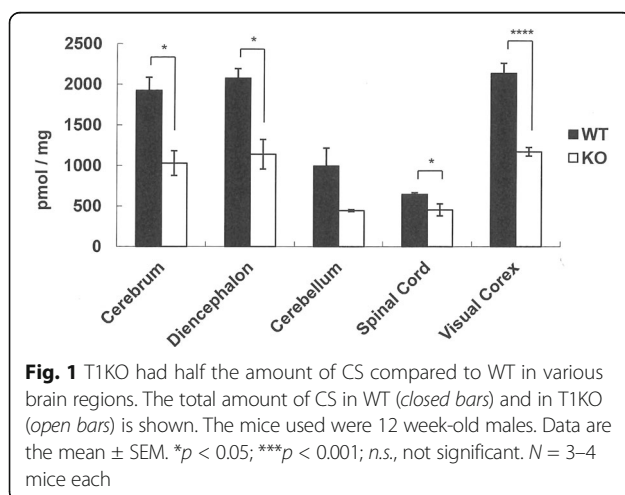 2500
2000
1500
1000
500
0
pmol / mg
*
*
*
****
WT
KO
Cerebrum
Diencephalon
Cerebellum
Spinal Cord
Visual Corex
Fig. 1 T1KO had half the amount of CS compared to WT in various
brain regions. The total amount of CS in WT (closed bars) and in T1KO
(open bars) is shown. The mice used were 12 week-old males. Data are
the mean ± SEM. *p < 0.05; ***p < 0.001; n.s., not significant. N = 3–4
mice each